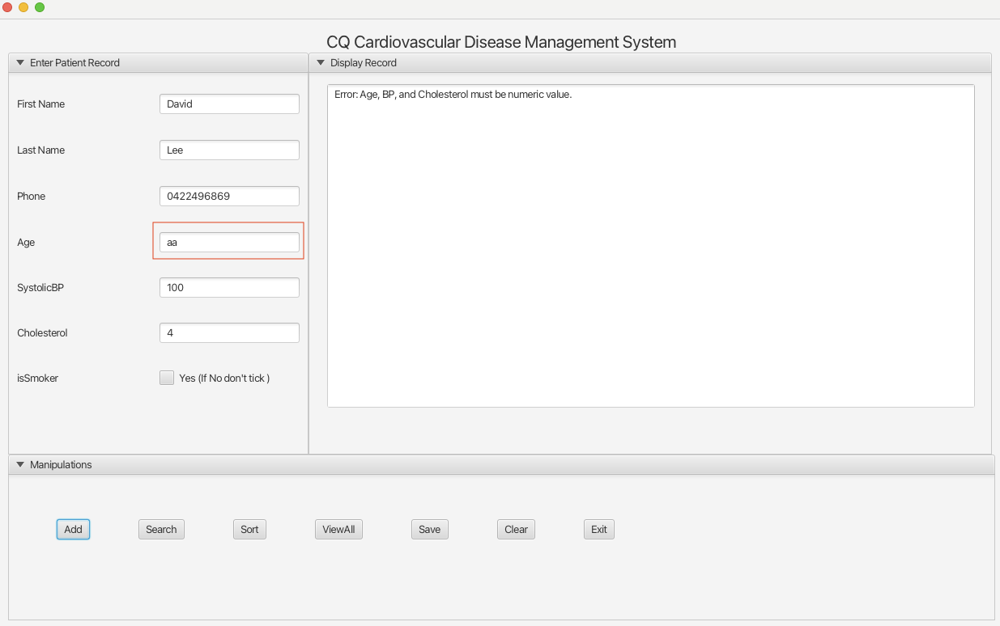 CQ Cardiovascular Disease Management System
Enter Patient Record
First Name David
Last Name Lee
Phone 0422496869
Age aa
SystolicBP 100
Cholesterol 4
isSmoker Yes (If No don't tick )
Display Record
Error: Age, BP, and Cholesterol must be numeric value.
Manipulations
Add Search Sort ViewAll Save Clear Exit